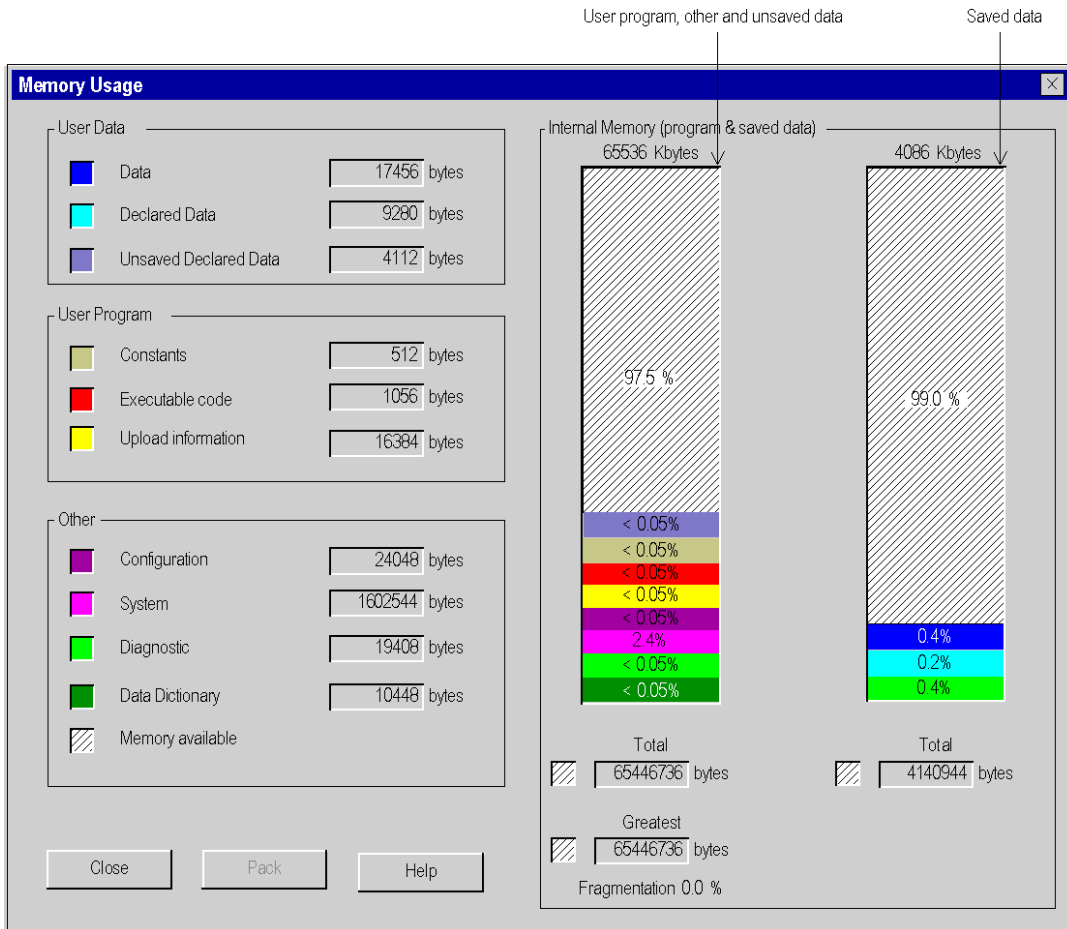 User program, other and unsaved data
Saved data
Memory Usage
User Data
Data 17456 bytes
Declared Data 9280 bytes
Unsaved Declared Data 4112 bytes
User Program
Constants 512 bytes
Executable code 1056 bytes
Upload information 16384 bytes
Other
Configuration 24048 bytes
System 1602544 bytes
Diagnostic 19408 bytes
Data Dictionary 10448 bytes
Memory available
Close
Pack
Help
Internal Memory (program & saved data)
65536 Kbytes
97.5 %
< 0.05%
< 0.05%
< 0.05%
< 0.05%
< 0.05%
2.4%
< 0.05%
< 0.05%
Total
65446736 bytes
Greatest
65446736 bytes
Fragmentation 0.0 %
4086 Kbytes
99.0 %
0.4%
0.2%
0.4%
Total
4140944 bytes